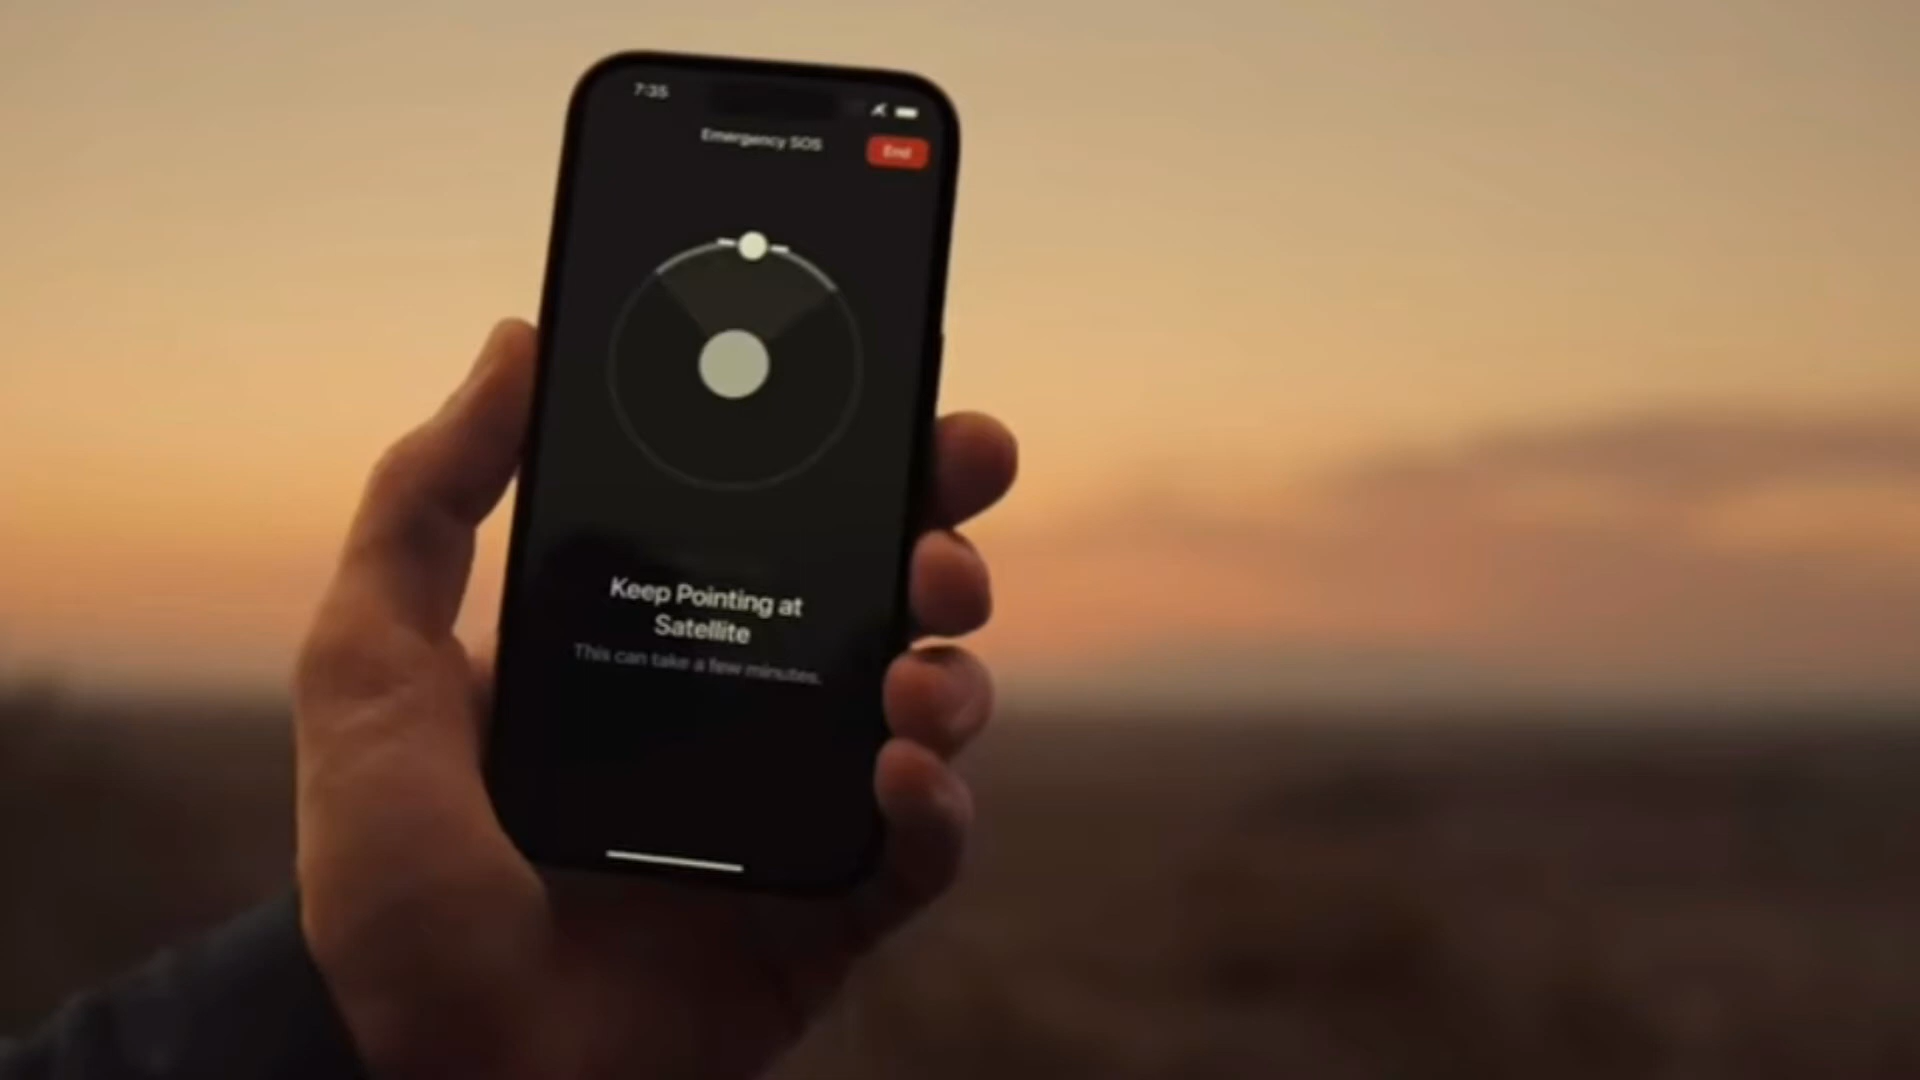 7:35
Emergency SOS
End
Keep Pointing at
Satellite
This can take a few minutes.